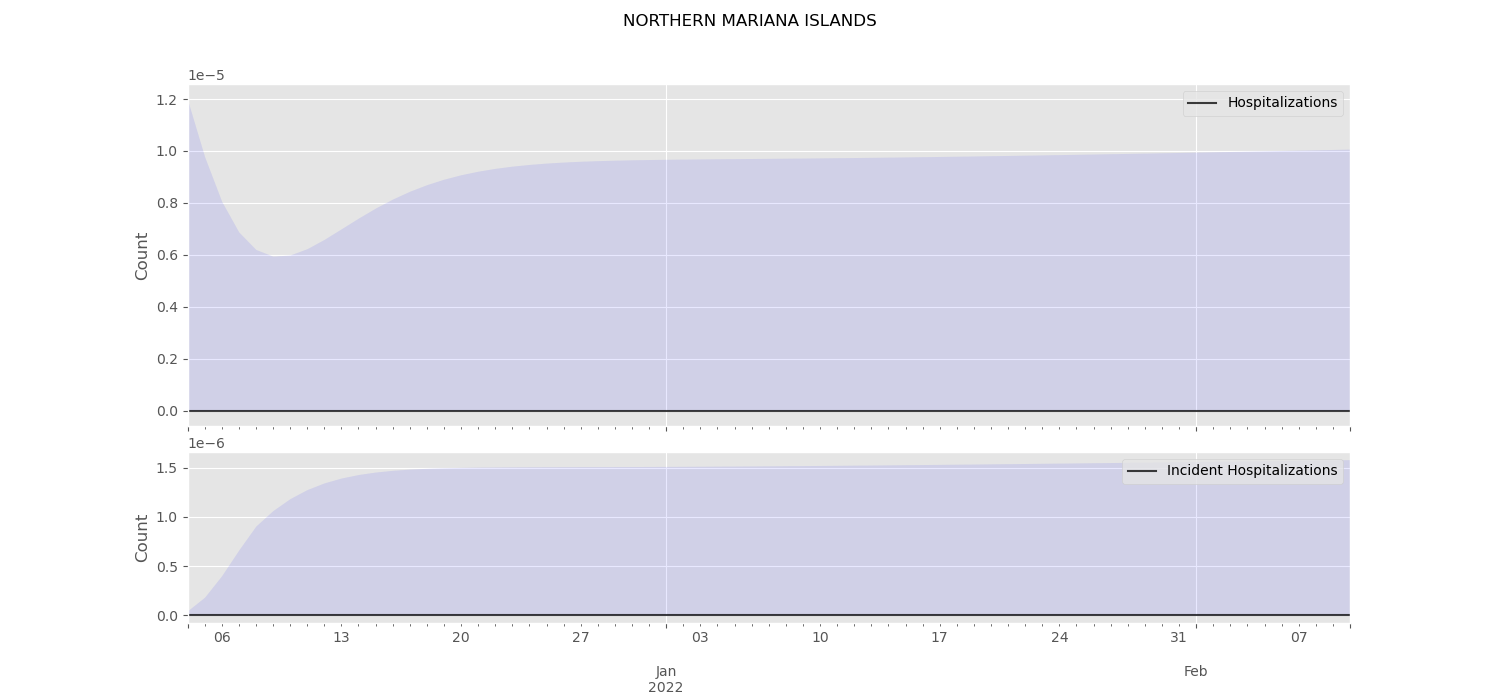 NORTHERN MARIANA ISLANDS
1e−5
1.2
1.0
0.8
0.6
0.4
0.2
0.0
Count
Hospitalizations
1e−6
1.5
1.0
0.5
0.0
Count
Incident Hospitalizations
06 13 20 27 03 10 17 24 31 07
Jan Feb
2022